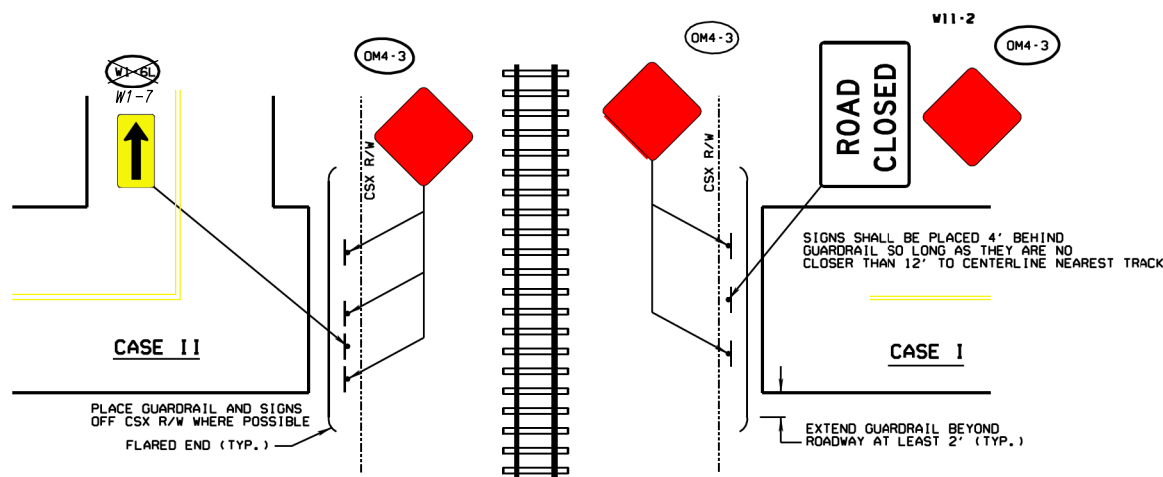 W11-2
OM4-3
OM4-3
OM4-3
W1-6L
W1-7
CSX R/W
CSX R/W
ROAD
CLOSED
SIGNS SHALL BE PLACED 4' BEHIND
GUARDRAIL SO LONG AS THEY ARE NO
CLOSER THAN 12' TO CENTERLINE NEAREST TRACK
CASE II
CASE I
PLACE GUARDRAIL AND SIGNS
OFF CSX R/W WHERE POSSIBLE
FLARED END (TYP.)
EXTEND GUARDRAIL BEYOND
ROADWAY AT LEAST 2' (TYP.)